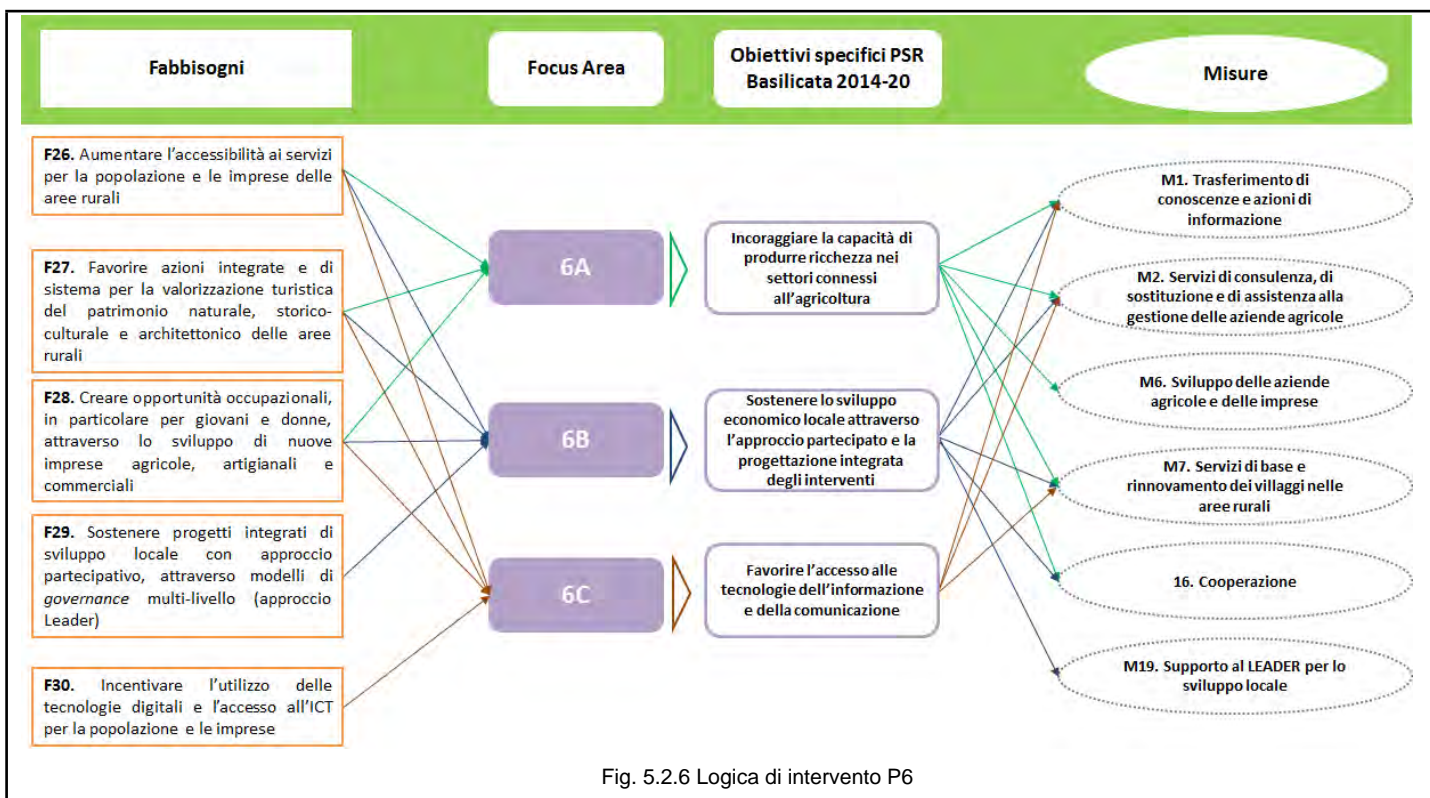 Fabbisogni
Focus Area
Obiettivi specifici PSR
Basilicata 2014-20
Misure
F26. Aumentare l'accessibilità ai servizi
per la popolazione e le imprese delle
aree rurali
F27. Favorire azioni integrate e di
sistema per la valorizzazione turistica
del patrimonio naturale, storico-
culturale e architettonico delle aree
rurali
F28. Creare opportunità occupazionali,
in particolare per giovani e donne,
attraverso lo sviluppo di nuove
imprese agricole, artigianali e
commerciali
F29. Sostenere progetti integrati di
sviluppo locale con approccio
partecipativo, attraverso modelli di
governance multi-livello (approccio
Leader)
F30. Incentivare l'utilizzo delle
tecnologie digitali e l'accesso all'ICT
per la popolazione e le imprese
6A
6B
6C
Incoraggiare la capacità di
produrre ricchezza nei
settori connessi
all'agricoltura
Sostenere lo sviluppo
economico locale attraverso
l'approccio partecipato e la
progettazione integrata
degli interventi
Favorire l'accesso alle
tecnologie dell'informazione
e della comunicazione
M1. Trasferimento di
conoscenze e azioni di
informazione
M2. Servizi di consulenza, di
sostituzione e di assistenza alla
gestione delle aziende agricole
M6. Sviluppo delle aziende
agricole e delle imprese
M7. Servizi di base e
rinnovamento dei villaggi nelle
aree rurali
16. Cooperazione
M19. Supporto al LEADER per lo
sviluppo locale
Fig. 5.2.6 Logica di intervento P6